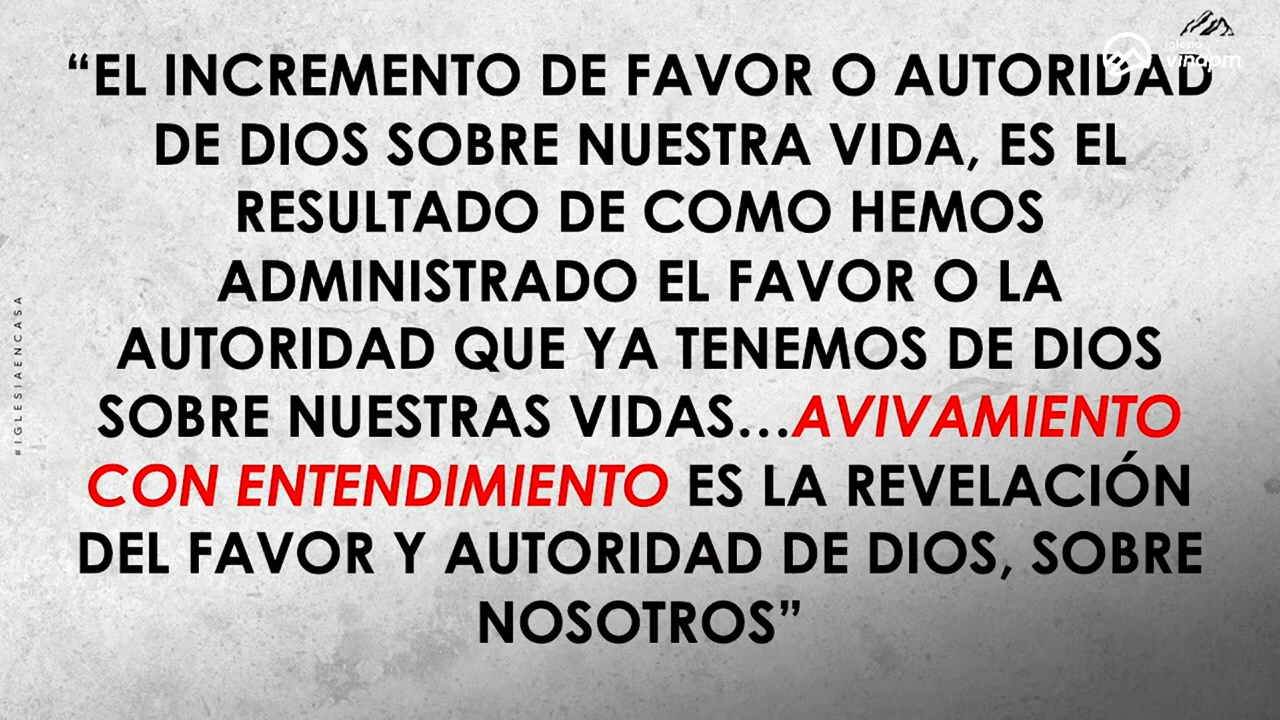 iglesia
vinapm
“EL INCREMENTO DE FAVOR O AUTORIDAD
DE DIOS SOBRE NUESTRA VIDA, ES EL
RESULTADO DE COMO HEMOS
ADMINISTRADO EL FAVOR O LA
AUTORIDAD QUE YA TENEMOS DE DIOS
SOBRE NUESTRAS VIDAS...AVIVAMIENTO
CON ENTENDIMIENTO ES LA REVELACIÓN
DEL FAVOR Y AUTORIDAD DE DIOS, SOBRE
NOSOTROS”
#IGLESIAENCASA